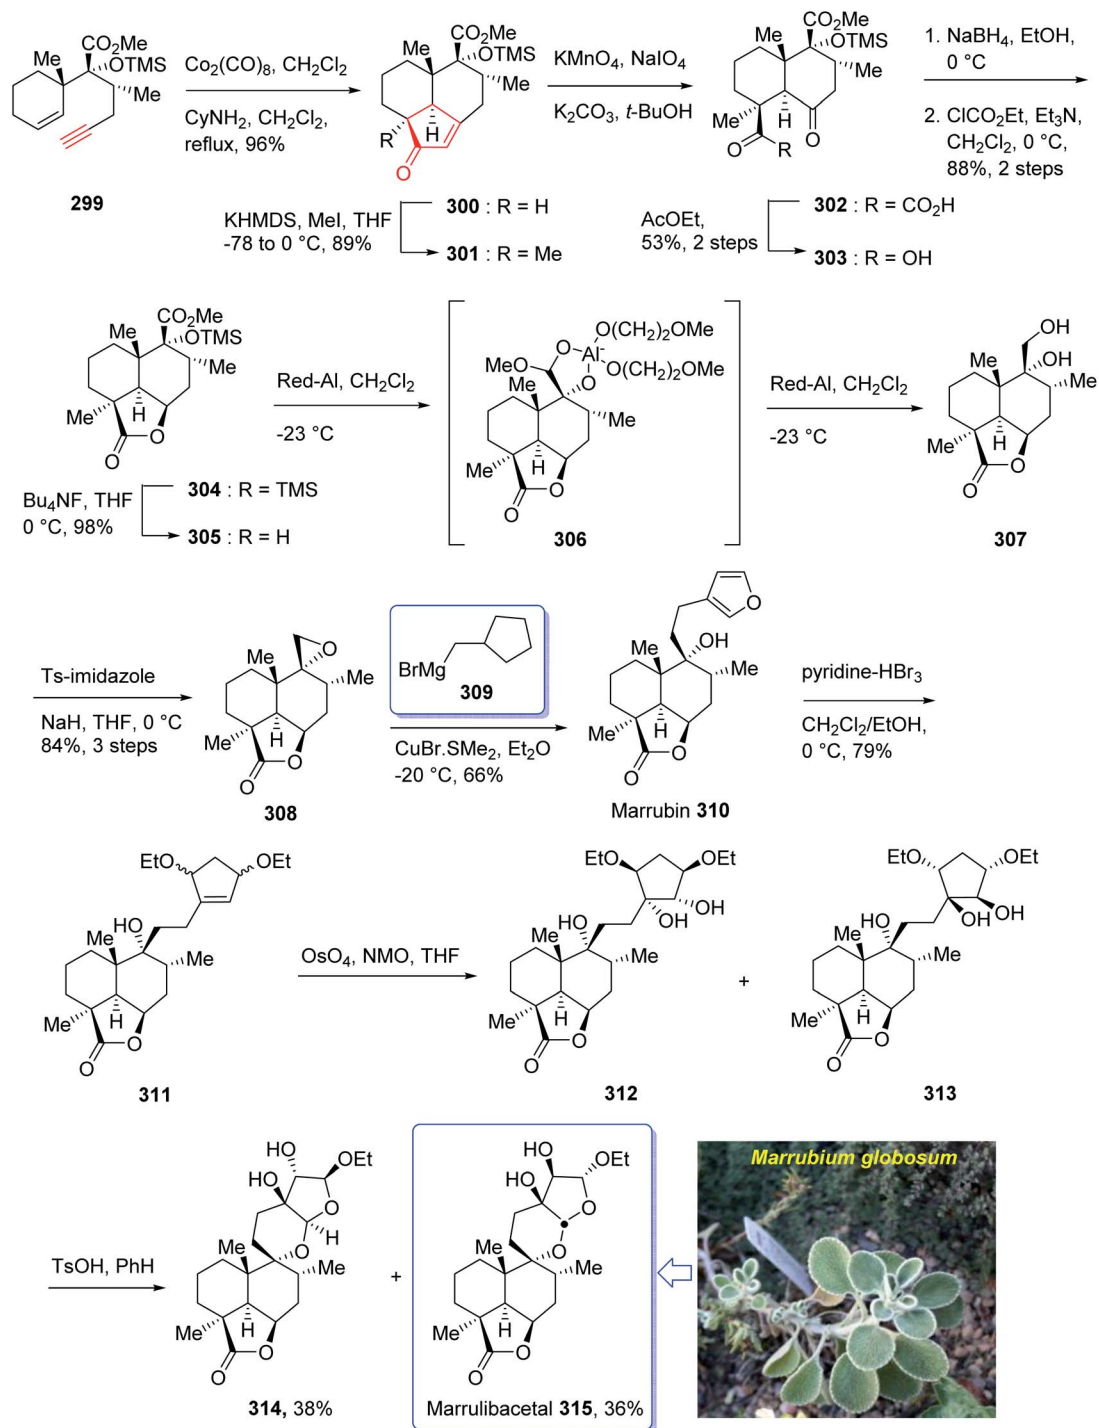 Me
CO2Me
OTMS
Me
299
Co2(CO)8, CH2Cl2
CyNH2, CH2Cl2,
reflux, 96%
Me
CO2Me
OTMS
Me
H
R
O
KHMDS, MeI, THF
-78 to 0 °C, 89%
300 : R = H
301 : R = Me
KMnO4, NaIO4
K2CO3, t-BuOH
Me
CO2Me
OTMS
Me
H
Me
O
R
O
AcOEt,
53%, 2 steps
302 : R = CO2H
303 : R = OH
1. NaBH4, EtOH,
0 °C
2. ClCO2Et, Et3N,
CH2Cl2, 0 °C,
88%, 2 steps
CO2Me
Me
OTMS
Me
H
Me
O
O
Bu4NF, THF
0 °C, 98%
304 : R = TMS
305 : R = H
Red-Al, CH2Cl2
-23 °C
O(CH2)2OMe
O
Al-
MeO
O(CH2)2OMe
O
Me
Me
H
Me
O
O
306
Red-Al, CH2Cl2
-23 °C
OH
Me
OH
Me
H
Me
O
O
307
Ts-imidazole
NaH, THF, 0 °C
84%, 3 steps
O
Me
Me
H
Me
O
O
308
BrMg
309
CuBr.SMe2, Et2O
-20 °C, 66%
O
OH
Me
Me
H
Me
O
O
Marrubin 310
pyridine-HBr3
CH2Cl2/EtOH,
0 °C, 79%
EtO
OEt
HO
Me
Me
H
Me
O
O
311
OsO4, NMO, THF
EtO
OEt
OH
OH
HO
Me
Me
H
Me
O
O
312
+
EtO
OEt
OH
OH
HO
Me
Me
H
Me
O
O
313
TsOH, PhH
HO
OEt
HO
O
H
O
Me
Me
H
Me
O
O
314, 38%
+
HO
OEt
HO
O
O
Me
Me
H
Me
O
O
Marrulibacetal 315, 36%
Marrubium globosum